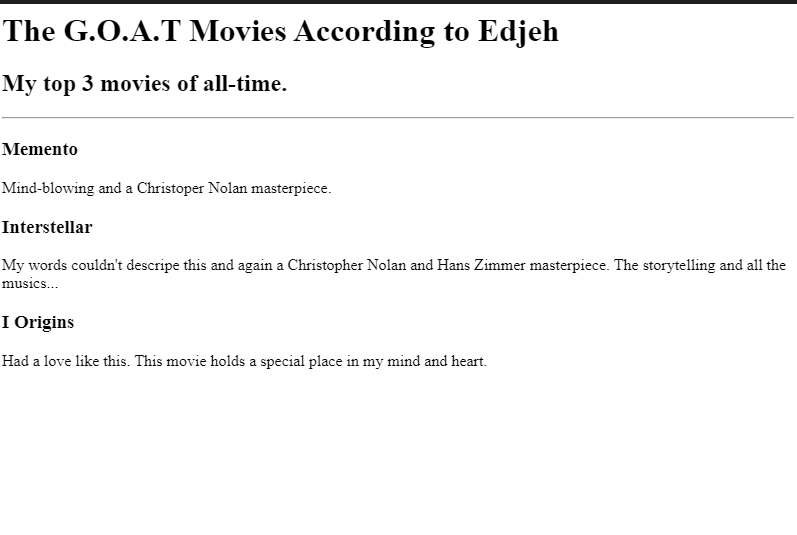 The G.O.A.T Movies According to Edjeh
My top 3 movies of all-time.
Memento
Mind-blowing and a Christoper Nolan masterpiece.
Interstellar
My words couldn't descripe this and again a Christopher Nolan and Hans Zimmer masterpiece. The storytelling and all the
musics...
I Origins
Had a love like this. This movie holds a special place in my mind and heart.